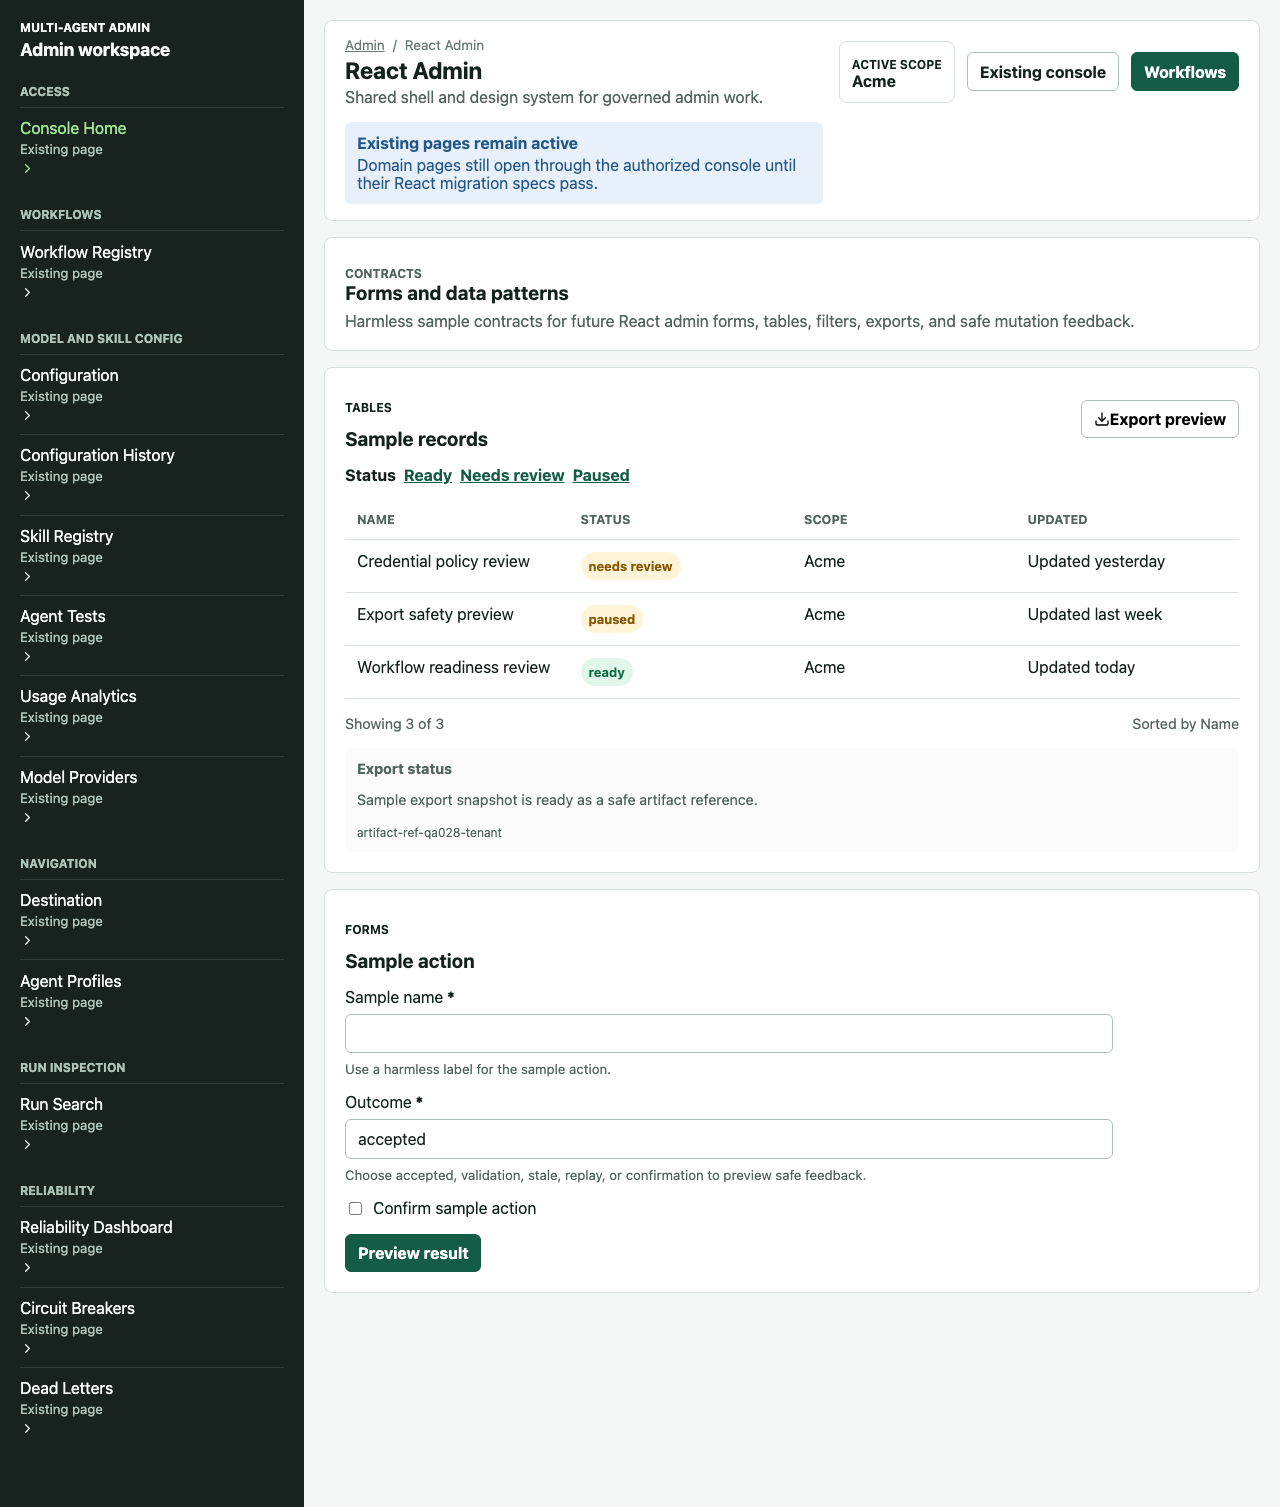 MULTI-AGENT ADMIN
Admin workspace
ACCESS
Console Home
Existing page
WORKFLOWS
Workflow Registry
Existing page
MODEL AND SKILL CONFIG
Configuration
Existing page
Configuration History
Existing page
Skill Registry
Existing page
Agent Tests
Existing page
Usage Analytics
Existing page
Model Providers
Existing page
NAVIGATION
Destination
Existing page
Agent Profiles
Existing page
RUN INSPECTION
Run Search
Existing page
RELIABILITY
Reliability Dashboard
Existing page
Circuit Breakers
Existing page
Dead Letters
Existing page
Admin / React Admin
React Admin
Shared shell and design system for governed admin work.
Existing pages remain active
Domain pages still open through the authorized console until
their React migration specs pass.
ACTIVE SCOPE
Acme
Existing console
Workflows
CONTRACTS
Forms and data patterns
Harmless sample contracts for future React admin forms, tables, filters, exports, and safe mutation feedback.
TABLES
Sample records
Export preview
Status Ready Needs review Paused
NAME STATUS SCOPE UPDATED
Credential policy review needs review Acme Updated yesterday
Export safety preview paused Acme Updated last week
Workflow readiness review ready Acme Updated today
Showing 3 of 3 Sorted by Name
Export status
Sample export snapshot is ready as a safe artifact reference.
artifact-ref-qa028-tenant
FORMS
Sample action
Sample name *
Use a harmless label for the sample action.
Outcome *
accepted
Choose accepted, validation, stale, replay, or confirmation to preview safe feedback.
Confirm sample action
Preview result